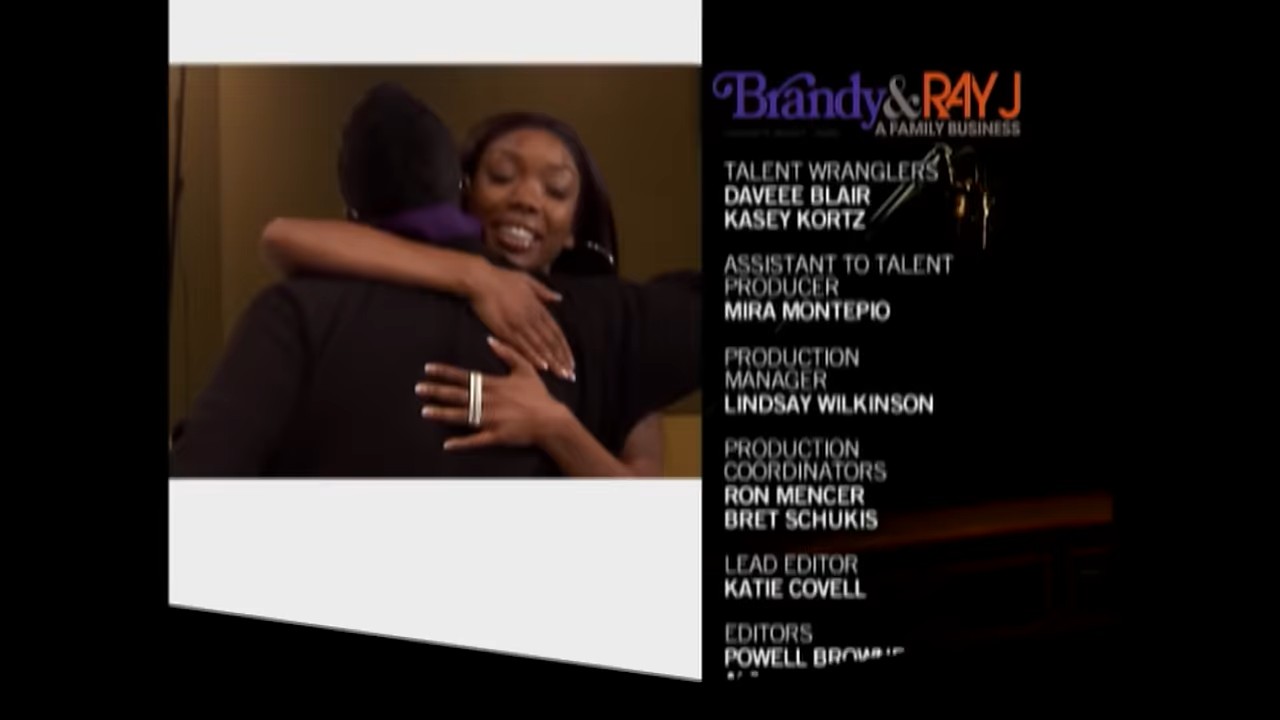 Brandy & RAY J
A FAMILY BUSINESS
TALENT WRANGLERS
DAVEEE BLAIR
KASEY KORTZ
ASSISTANT TO TALENT
PRODUCER
MIRA MONTEPIO
PRODUCTION
MANAGER
LINDSAY WILKINSON
PRODUCTION
COORDINATORS
RON MENCER
BRET SCHUKIS
LEAD EDITOR
KATIE COVELL
EDITORS
POWELL